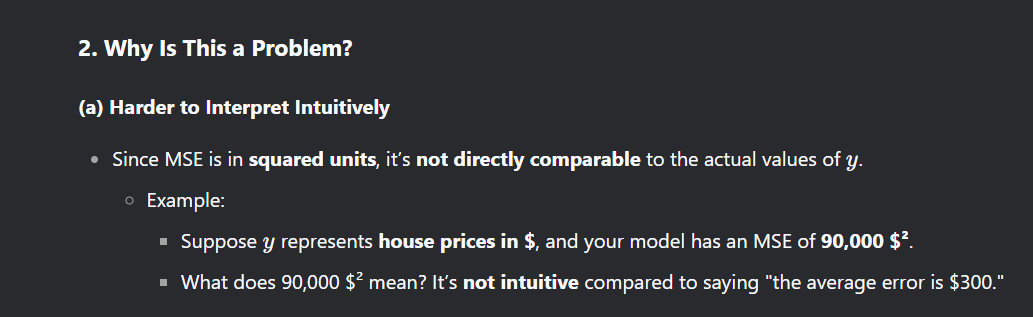 2. Why Is This a Problem?
(a) Harder to Interpret Intuitively
• Since MSE is in squared units, it's not directly comparable to the actual values of y.
◦ Example:
▪ Suppose y represents house prices in $, and your model has an MSE of 90,000 $².
▪ What does 90,000 $² mean? It's not intuitive compared to saying "the average error is $300."